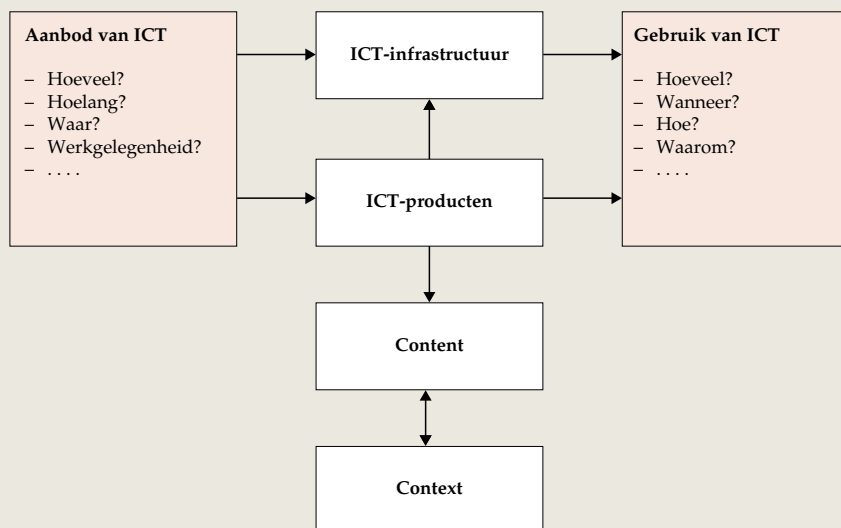 Aanbod van ICT
– Hoeveel?
– Hoelang?
– Waar?
– Werkgelegenheid?
– . . . .
ICT-infrastructuur
ICT-producten
Content
Context
Gebruik van ICT
– Hoeveel?
– Wanneer?
– Hoe?
– Waarom?
– . . . .